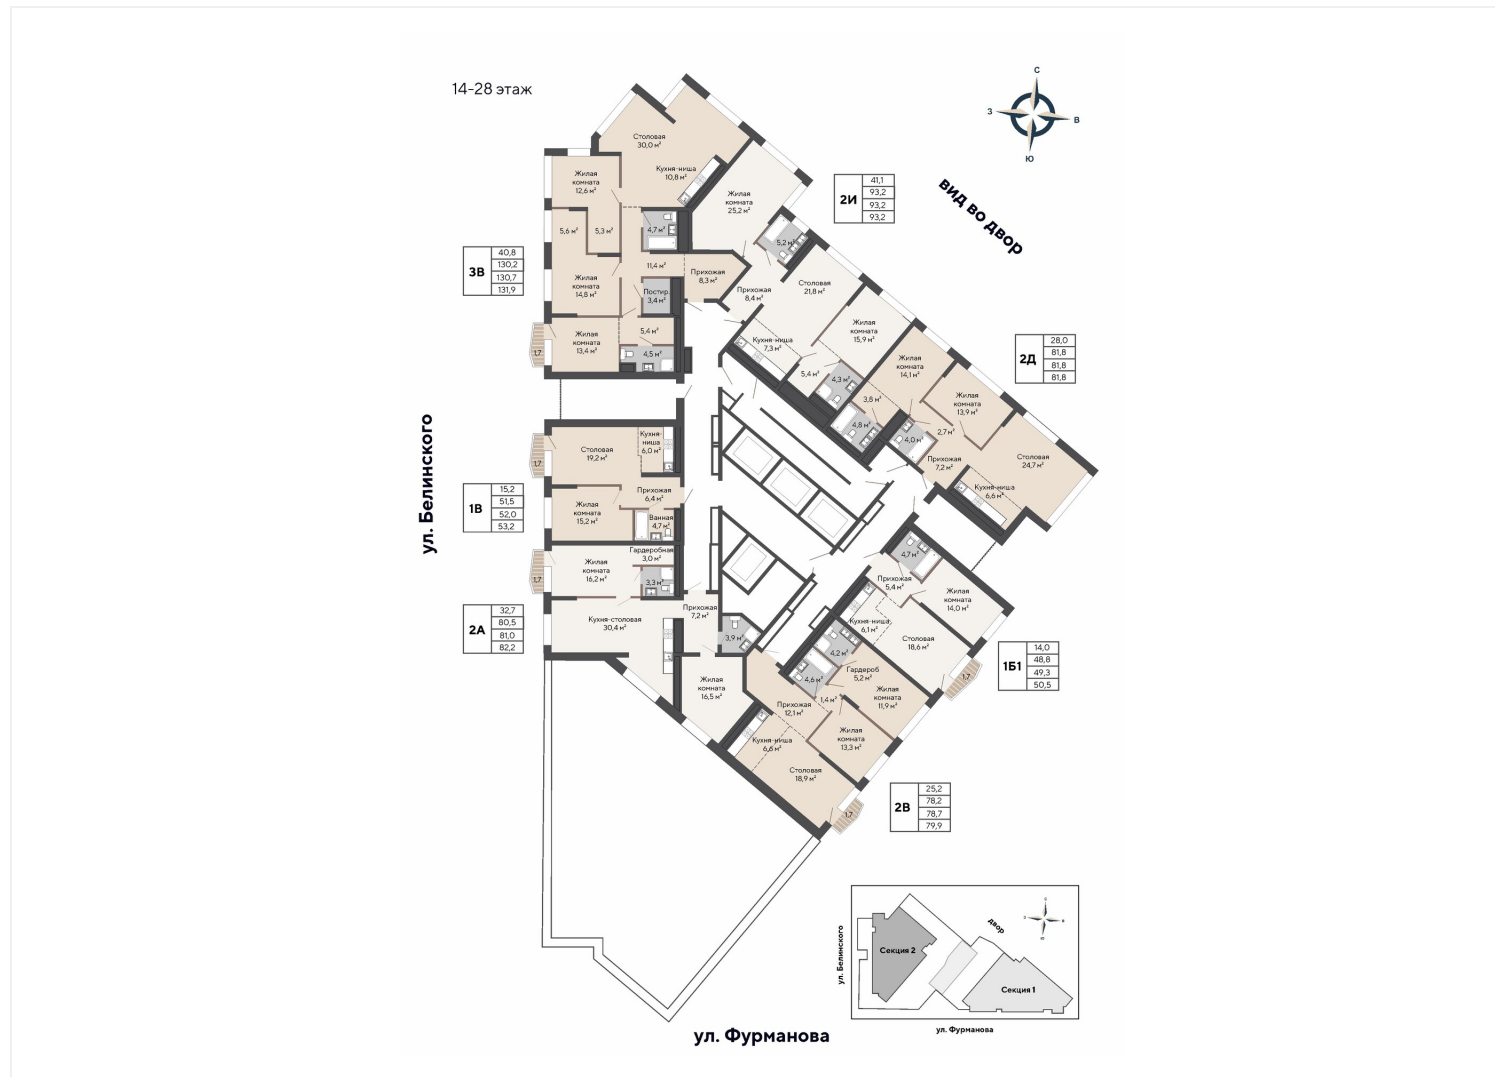 14-28 этаж
С
З
В
Ю
вид во двор
2И
41,1
93,2
93,2
93,2
Столовая
30,0 м²
Кухня-ниша
10,8 м²
Жилая
комната
12,6 м²
Жилая
комната
25,2 м²
5,6 м²
5,3 м²
4,7 м²
5,2 м²
3В
40,8
130,2
130,7
131,9
11,4 м²
Прихожая
8,3 м²
Жилая
комната
14,8 м²
Постир.
3,4 м²
Жилая
комната
13,4 м²
5,4 м²
4,5 м²
1,7
Столовая
21,8 м²
Прихожая
8,4 м²
Кухня-ниша
7,3 м²
Жилая
комната
15,9 м²
5,4 м²
4,3 м²
2Д
28,0
81,8
81,8
81,8
Жилая
комната
14,1 м²
Жилая
комната
13,9 м²
3,8 м²
4,8 м²
4,0 м²
2,7 м²
Прихожая
7,2 м²
Столовая
24,7 м²
Кухня-ниша
6,6 м²
ул. Белинского
Столовая
19,2 м²
Кухня-
ниша
6,0 м²
1,7
1В
15,2
51,5
52,0
53,2
Прихожая
6,4 м²
Жилая
комната
15,2 м²
Ванная
4,7 м²
Гардеробная
3,0 м²
Жилая
комната
16,2 м²
3,3 м²
1,7
2А
32,7
80,5
81,0
82,2
Кухня-столовая
30,4 м²
Прихожая
7,2 м²
3,9 м²
Жилая
комната
16,5 м²
4,7 м²
Прихожая
5,4 м²
Жилая
комната
14,0 м²
Кухня-ниша
6,1 м²
Столовая
18,6 м²
1,7
1Б1
14,0
48,8
49,3
50,5
4,2 м²
Гардероб
5,2 м²
4,6 м²
1,4 м²
Жилая
комната
11,9 м²
Прихожая
12,1 м²
Жилая
комната
13,3 м²
Кухня-ниша
6,6 м²
Столовая
18,9 м²
1,7
2В
25,2
78,2
78,7
79,9
двор
ул. Белинского
Секция 2
Секция 1
ул. Фурманова
ул. Фурманова